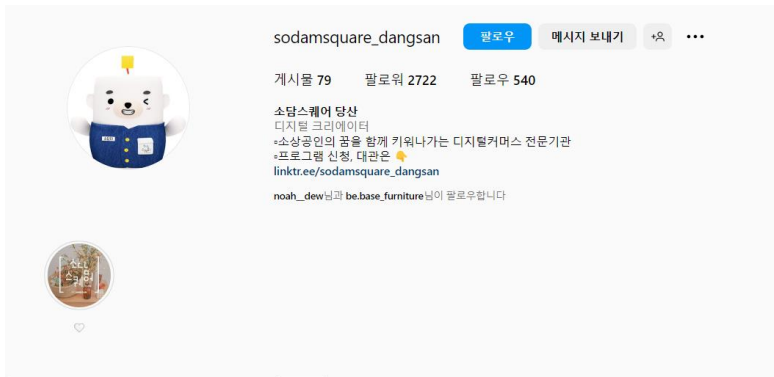 sodamsquare_dangsan 팔로우 메시지 보내기
게시물 79 팔로워 2722 팔로우 540
소담스퀘어 당산
디지털 크리에이터
▫소상공인의 꿈을 함께 키워나가는 디지털커머스 전문기관
▫프로그램 신청, 대관은 👇
linktr.ee/sodamsquare_dangsan
noah__dew님과 be.base_furniture님이 팔로우합니다